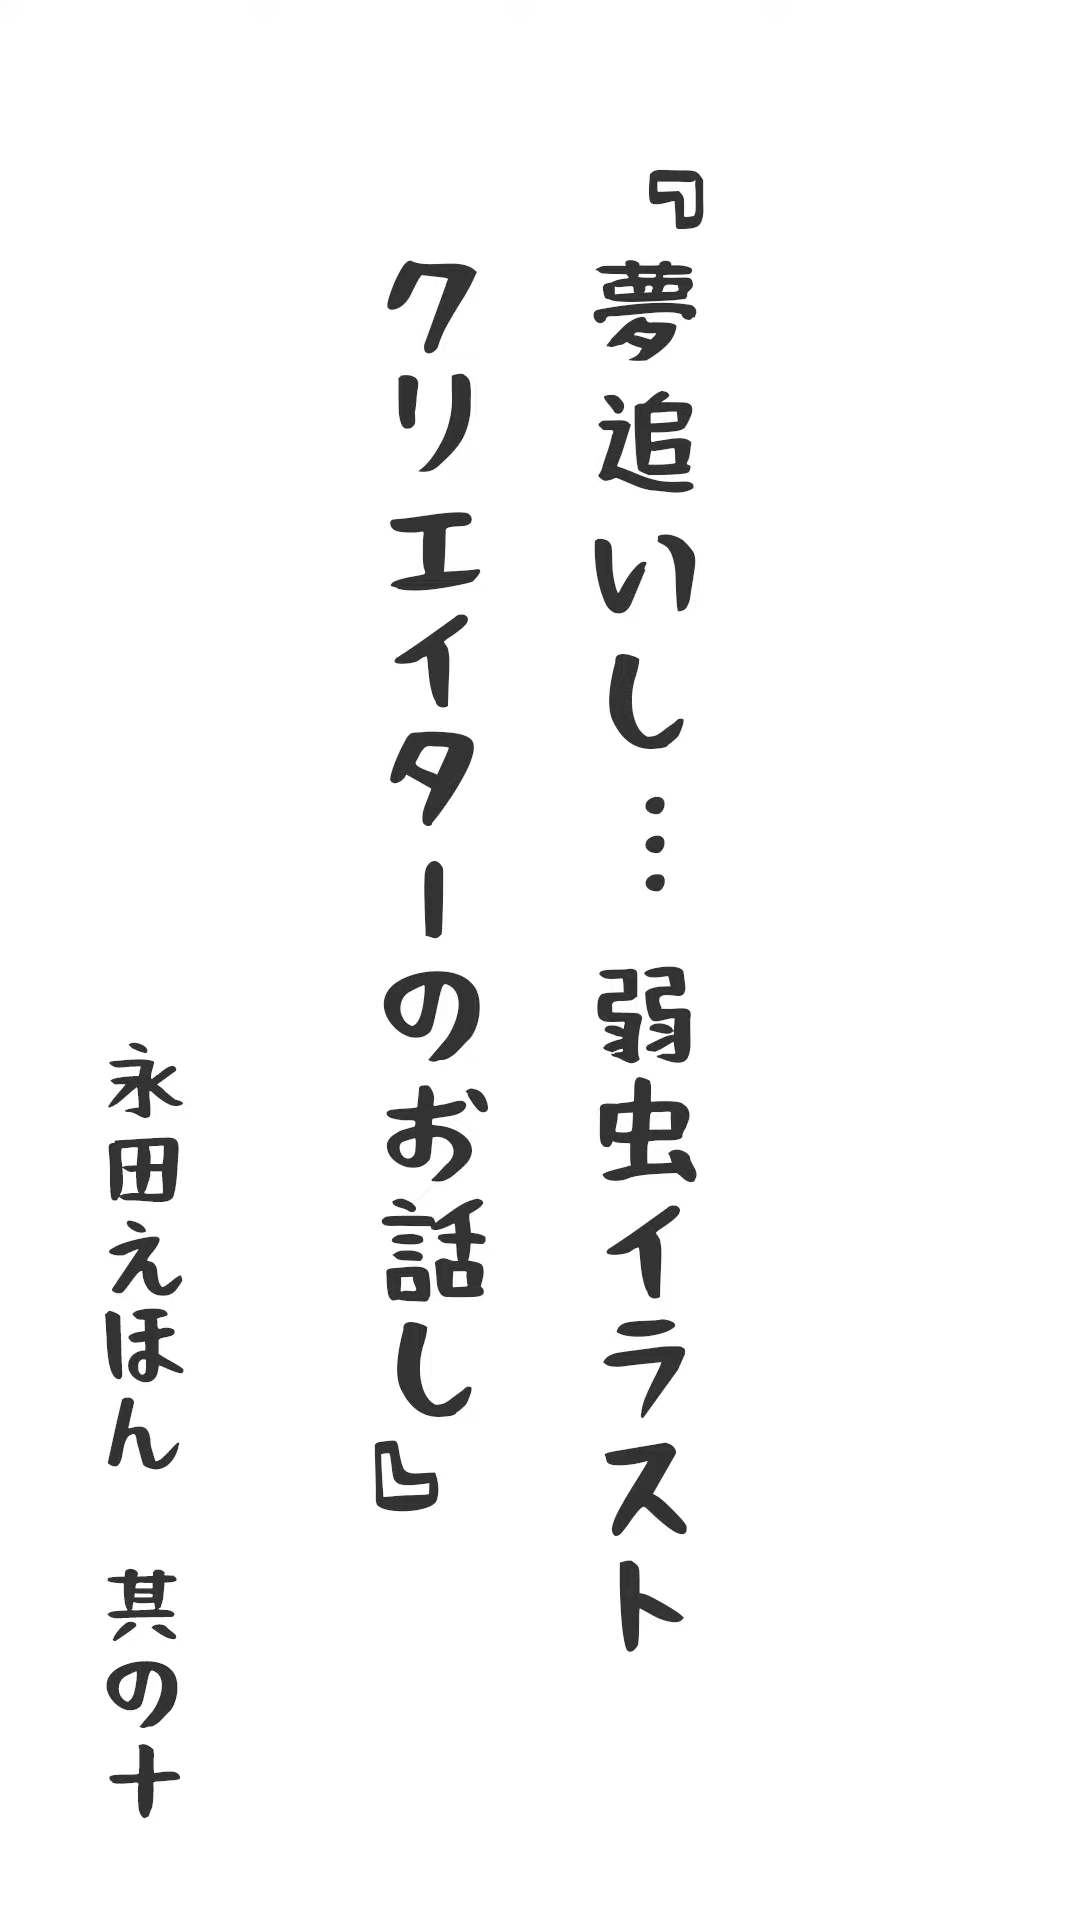 『夢追いし… 弱虫イラスト
クリエイターのお話し』
永田えほん 其の十